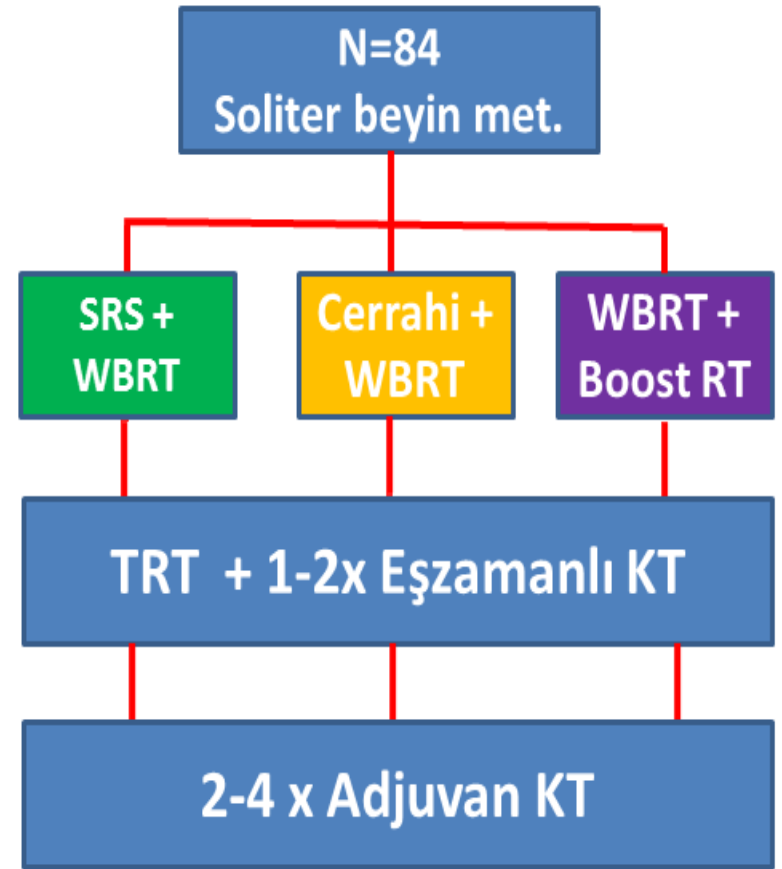 N=84
Soliter beyin met.
SRS +
WBRT
Cerrahi +
WBRT
WBRT +
Boost RT
TRT + 1-2x Eşzamanlı KT
2-4 x Adjuvan KT